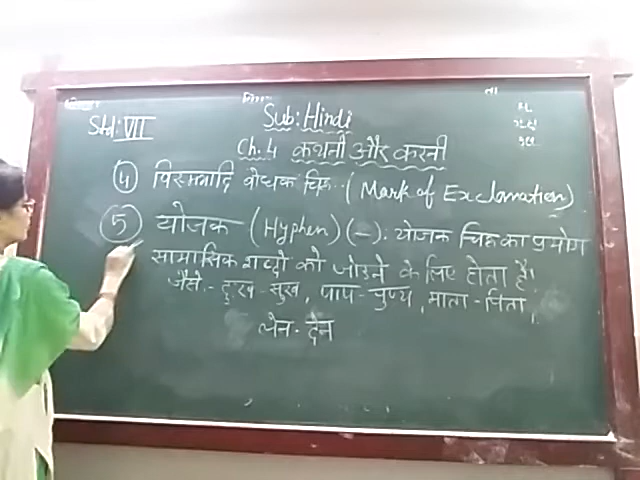 Std: VII
Sub: Hindi
Ch. 4 कथनी और करनी
4 विस्मयादि बोधक चिह्न (Mark of Exclamation)
5 योजक (Hyphen) (-): योजक चिह्न का प्रयोग
सामासिक शब्दों को जोड़ने के लिए होता है।
जैसे:- दुःख - सुख, पाप - पुण्य, माता - पिता,
लेन - देन